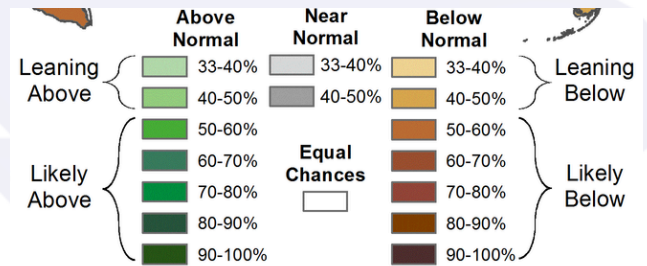 Above Normal
Near Normal
Below Normal
Leaning Above
33-40%
33-40%
33-40%
Leaning Below
40-50%
40-50%
40-50%
Likely Above
50-60%
50-60%
Likely Below
60-70%
Equal Chances
60-70%
70-80%
70-80%
80-90%
80-90%
90-100%
90-100%